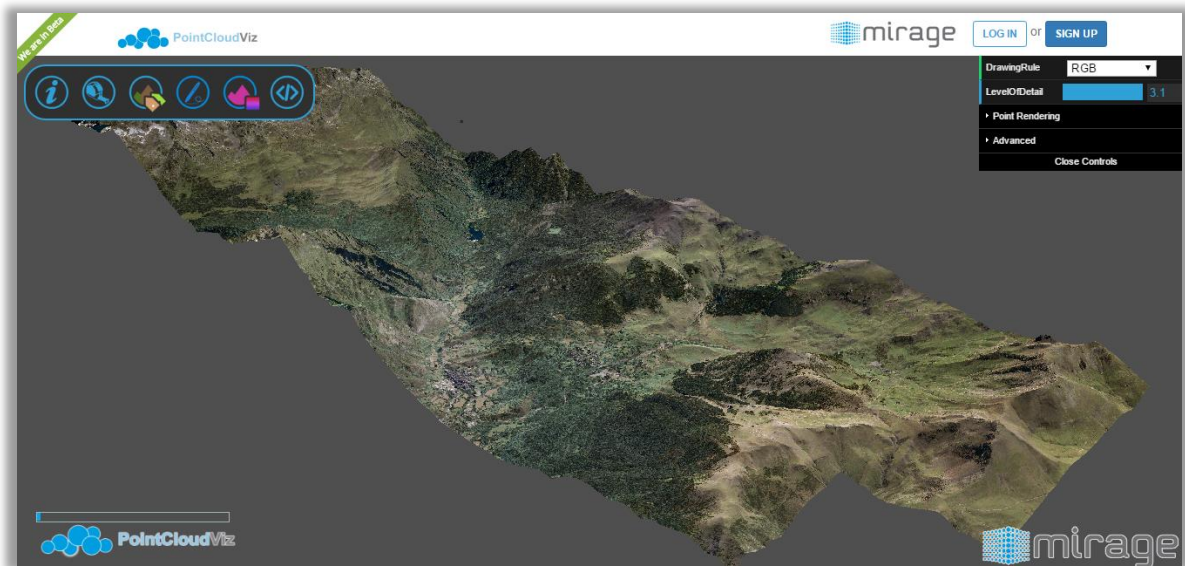 We are in Beta
PointCloudViz
mirage
LOG IN or SIGN UP
DrawingRule RGB
LevelOfDetail 3.1
Point Rendering
Advanced
Close Controls
PointCloudViz
mirage